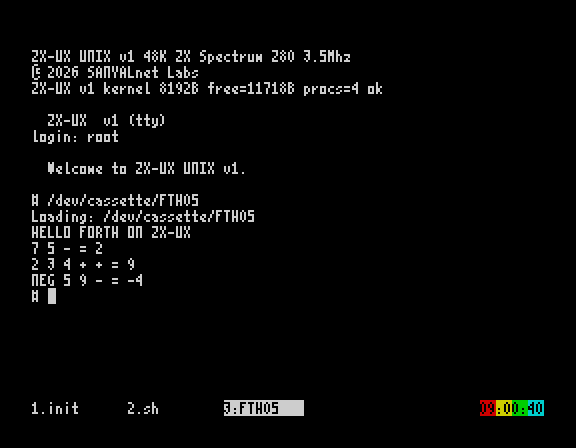 ZX-UX UNIX v1 48K ZX Spectrum Z80 3.5Mhz
© 2026 SANYALnet Labs
ZX-UX v1 kernel 8192B free=11718B procs=4 ok
ZX-UX  v1 (tty)
login: root
Welcome to ZX-UX UNIX v1.
# /dev/cassette/FTH05
Loading: /dev/cassette/FTH05
HELLO FORTH ON ZX-UX
7 5 - = 2
2 3 4 + + = 9
NEG 5 9 - = -4
#
1.init 2.sh 3.FTH05 09:00:40